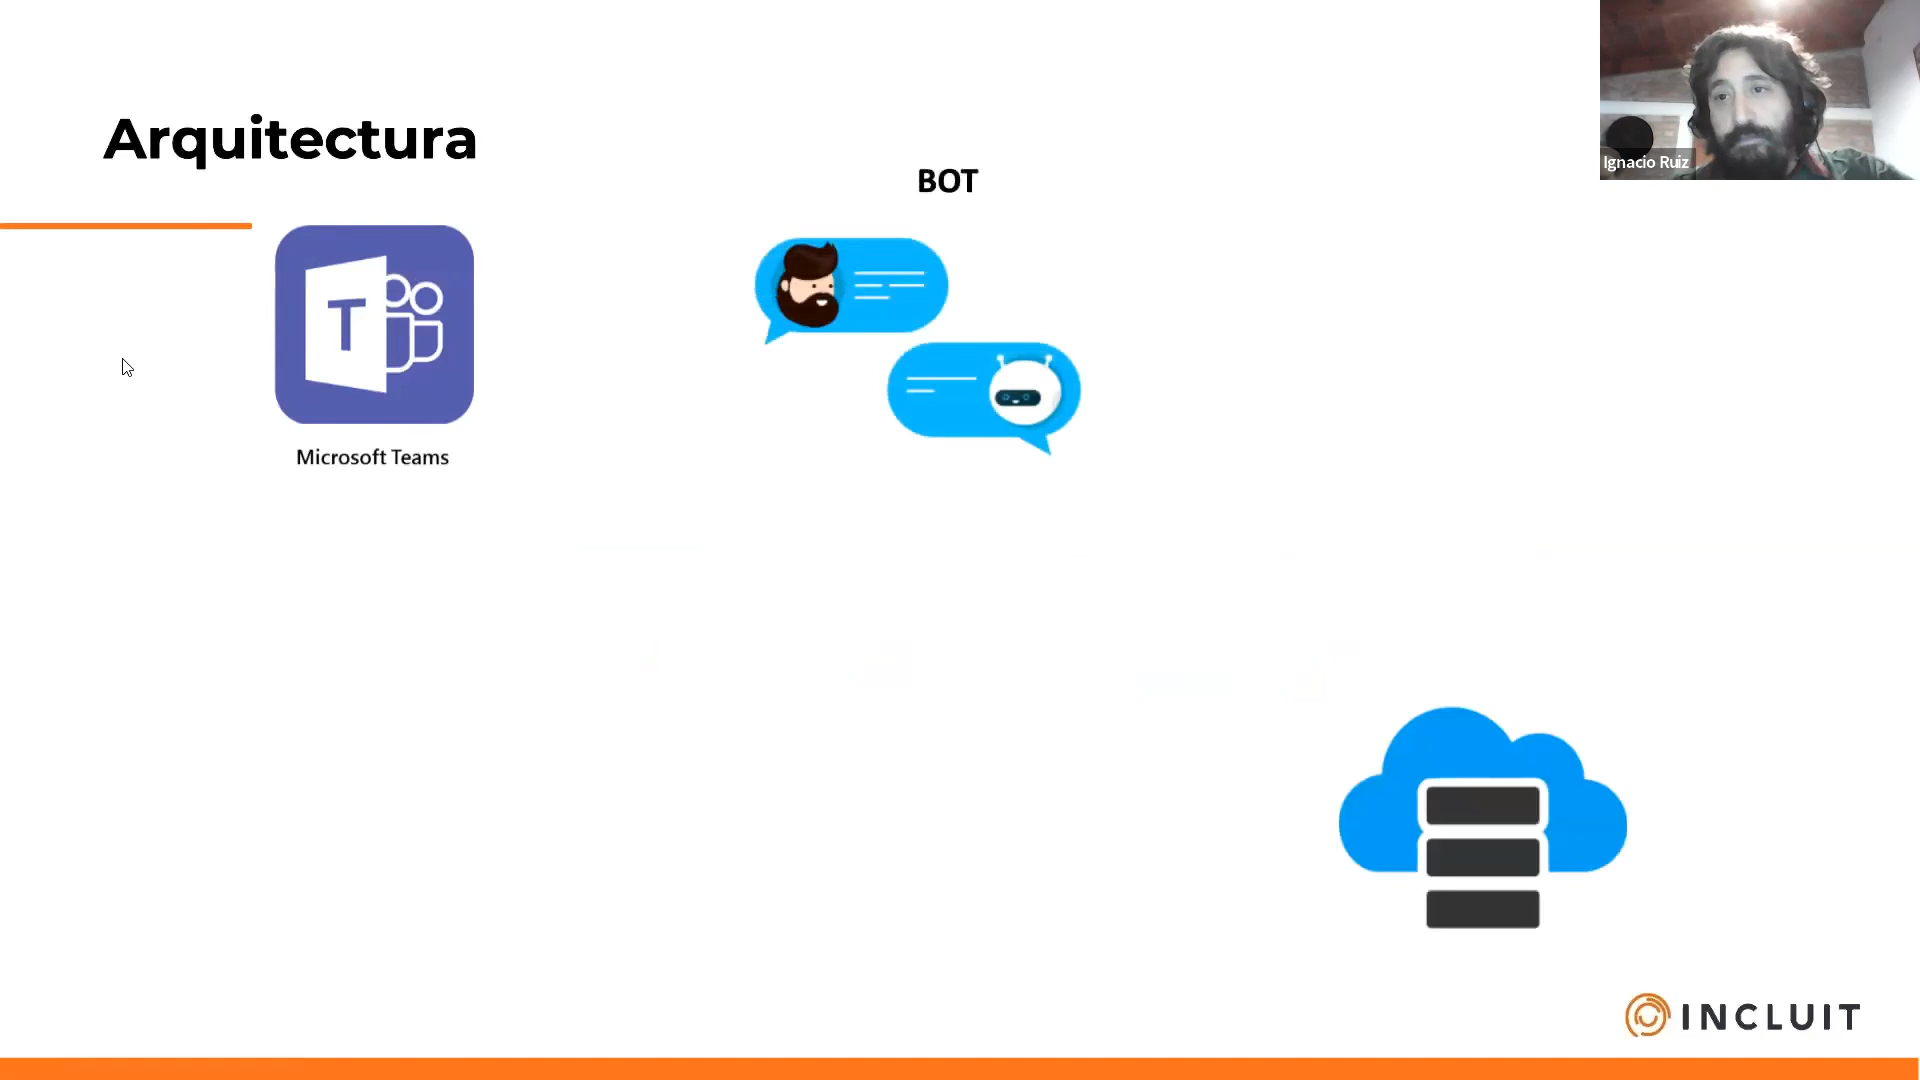 Arquitectura
BOT
Ignacio Ruiz
T
Microsoft Teams
INCLUIT